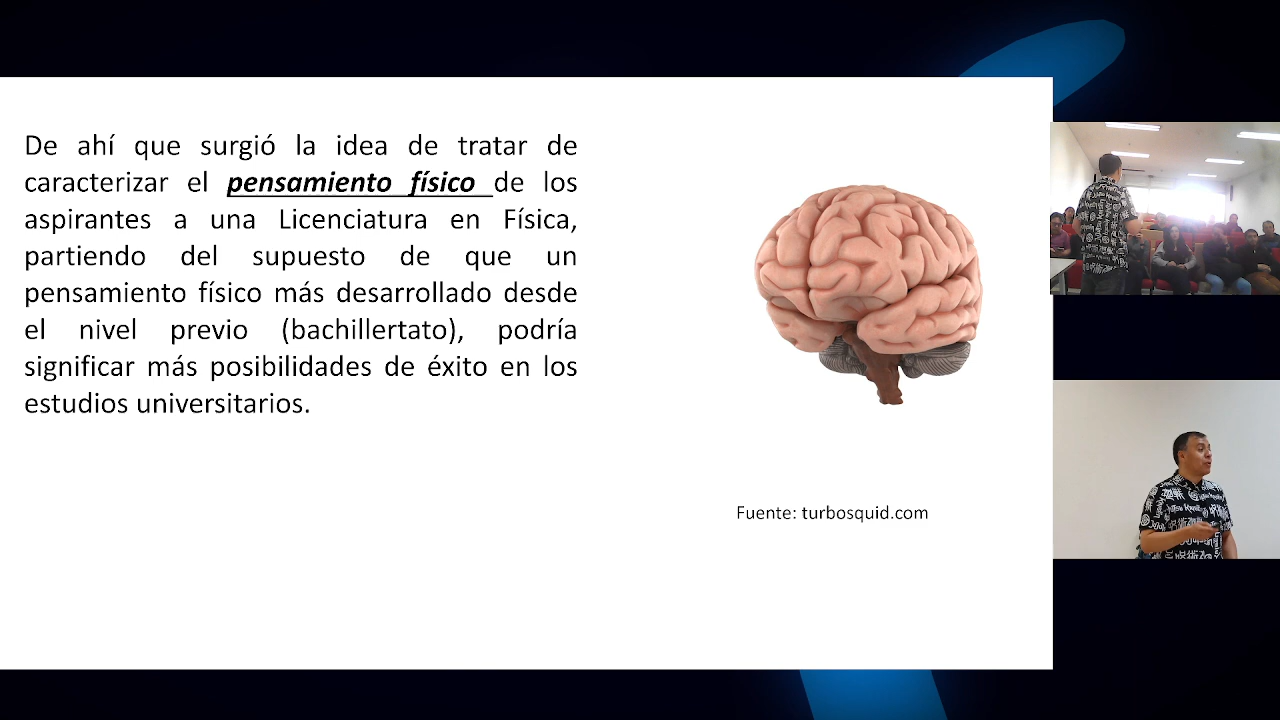 De ahí que surgió la idea de tratar de
caracterizar el pensamiento físico de los
aspirantes a una Licenciatura en Física,
partiendo del supuesto de que un
pensamiento físico más desarrollado desde
el nivel previo (bachillertato), podría
significar más posibilidades de éxito en los
estudios universitarios.
Fuente: turbosquid.com